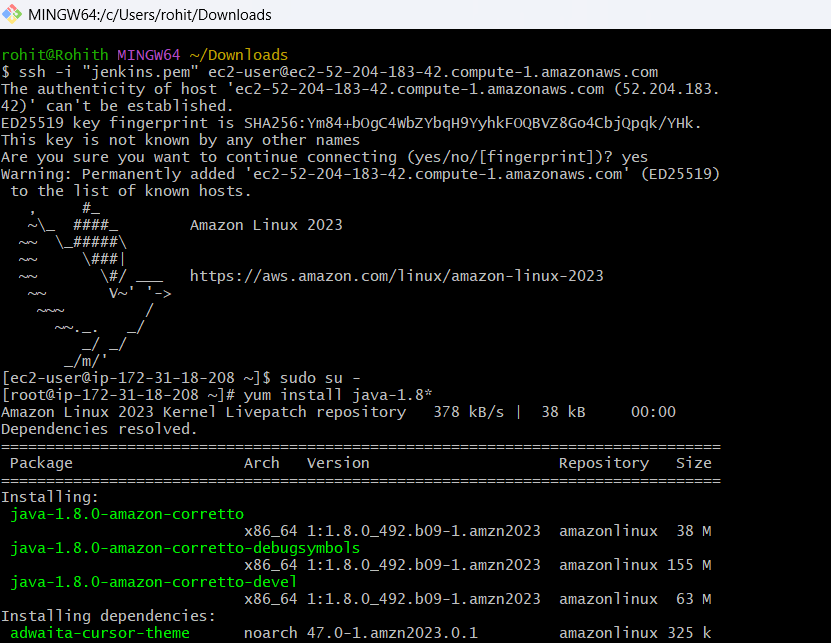 MINGW64:/c/Users/rohit/Downloads
rohit@Rohith MINGW64 ~/Downloads
$ ssh -i "jenkins.pem" ec2-user@ec2-52-204-183-42.compute-1.amazonaws.com
The authenticity of host 'ec2-52-204-183-42.compute-1.amazonaws.com (52.204.183.
42)' can't be established.
ED25519 key fingerprint is SHA256:Ym84+bOgC4WbZYbqH9YyhkFOQBVZ8Go4CbjQpqk/YHk.
This key is not known by any other names
Are you sure you want to continue connecting (yes/no/[fingerprint])? yes
Warning: Permanently added 'ec2-52-204-183-42.compute-1.amazonaws.com' (ED25519)
 to the list of known hosts.
   ,     #_
   ~\_  ####_        Amazon Linux 2023
  ~~  \_#####\
  ~~     \###|
  ~~       \#/ ___   https://aws.amazon.com/linux/amazon-linux-2023
   ~~       V~' '->
    ~~~         /
      ~~._.   _/
         _/ _/
       _/m/'
[ec2-user@ip-172-31-18-208 ~]$ sudo su -
[root@ip-172-31-18-208 ~]# yum install java-1.8*
Amazon Linux 2023 Kernel Livepatch repository   378 kB/s |  38 kB     00:00
Dependencies resolved.
================================================================================
 Package                   Arch   Version                     Repository   Size
================================================================================
Installing:
 java-1.8.0-amazon-corretto
                           x86_64 1:1.8.0_492.b09-1.amzn2023  amazonlinux  38 M
 java-1.8.0-amazon-corretto-debugsymbols
                           x86_64 1:1.8.0_492.b09-1.amzn2023  amazonlinux 155 M
 java-1.8.0-amazon-corretto-devel
                           x86_64 1:1.8.0_492.b09-1.amzn2023  amazonlinux  63 M
Installing dependencies:
 adwaita-cursor-theme      noarch 47.0-1.amzn2023.0.1         amazonlinux 325 k